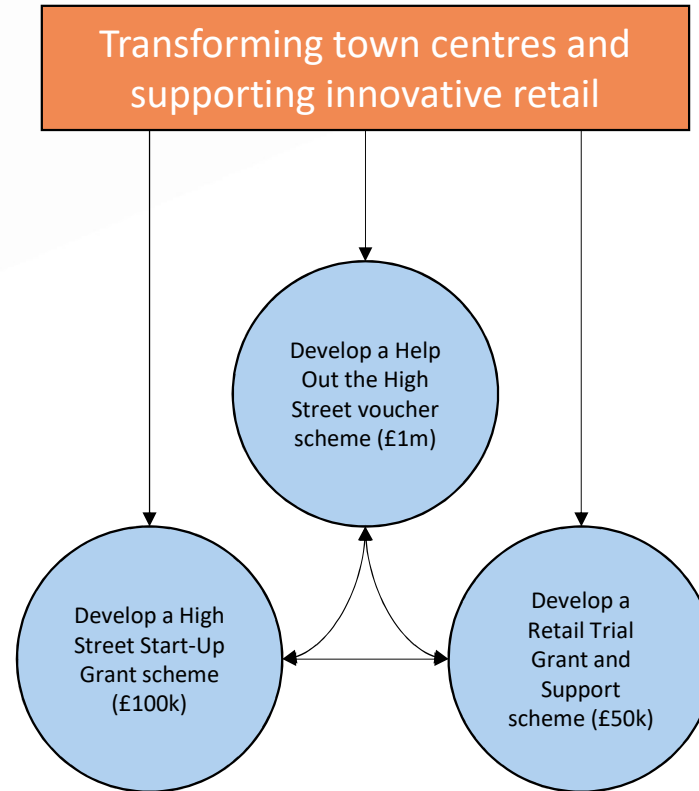 Transforming town centres and
supporting innovative retail
Develop a Help
Out the High
Street voucher
scheme (£1m)
Develop a High
Street Start-Up
Grant scheme
(£100k)
Develop a
Retail Trial
Grant and
Support
scheme (£50k)